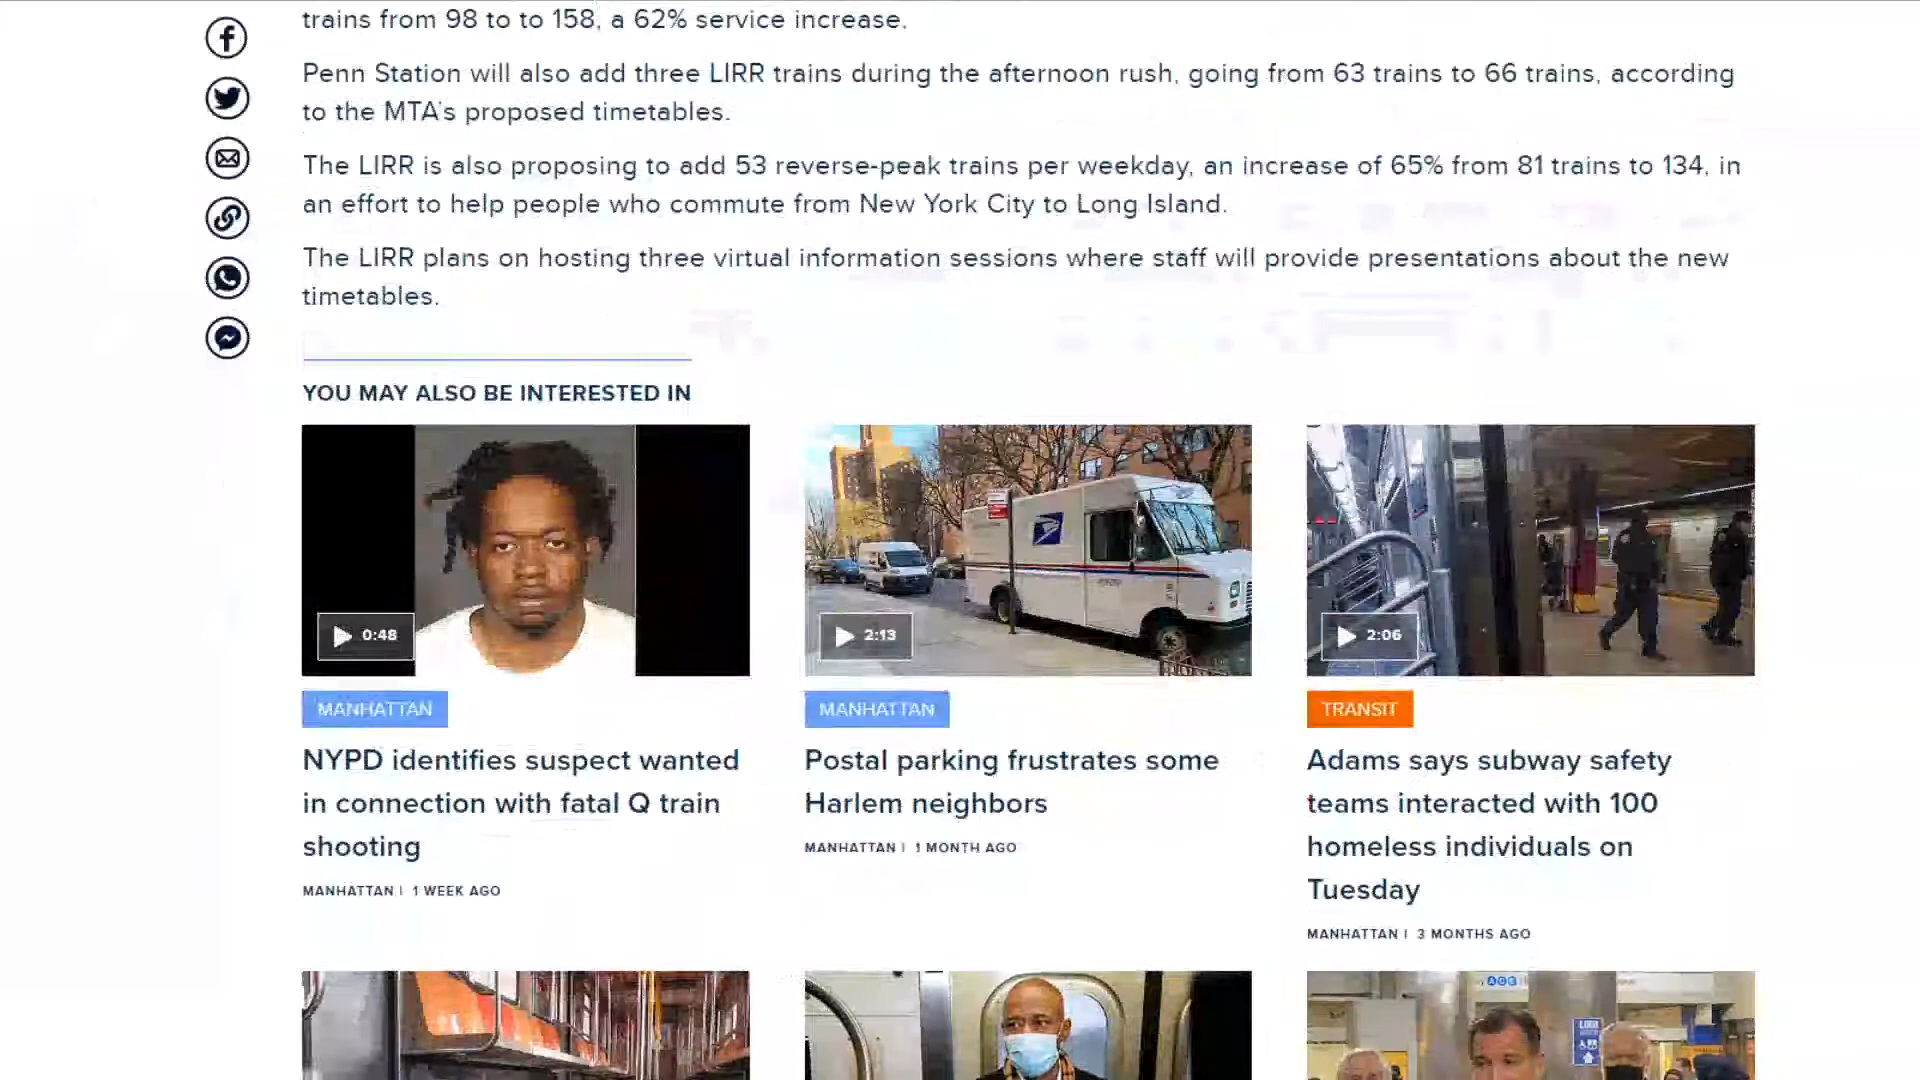 trains from 98 to to 158, a 62% service increase.
Penn Station will also add three LIRR trains during the afternoon rush, going from 63 trains to 66 trains, according
to the MTA's proposed timetables.
The LIRR is also proposing to add 53 reverse-peak trains per weekday, an increase of 65% from 81 trains to 134, in
an effort to help people who commute from New York City to Long Island.
The LIRR plans on hosting three virtual information sessions where staff will provide presentations about the new
timetables.
YOU MAY ALSO BE INTERESTED IN
0:48
2:13
2:06
MANHATTAN
MANHATTAN
TRANSIT
NYPD identifies suspect wanted
in connection with fatal Q train
shooting
MANHATTAN | 1 WEEK AGO
Postal parking frustrates some
Harlem neighbors
MANHATTAN | 1 MONTH AGO
Adams says subway safety
teams interacted with 100
homeless individuals on
Tuesday
MANHATTAN | 3 MONTHS AGO
A C E
LIRR